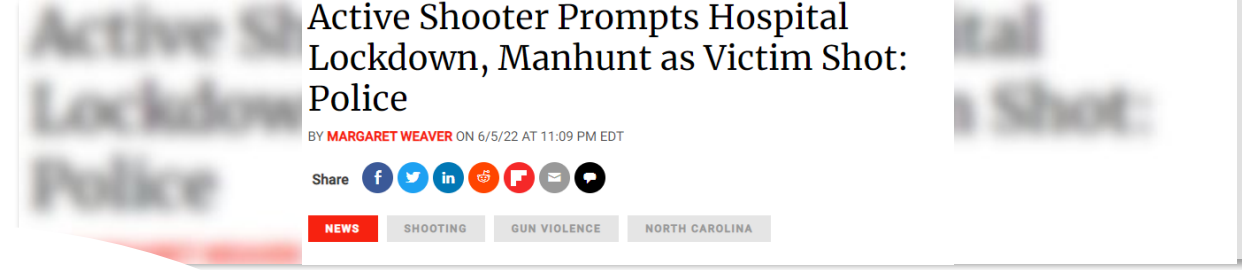 Active Shooter Prompts Hospital
Lockdown, Manhunt as Victim Shot:
Police
BY MARGARET WEAVER ON 6/5/22 AT 11:09 PM EDT
Share
NEWS SHOOTING GUN VIOLENCE NORTH CAROLINA